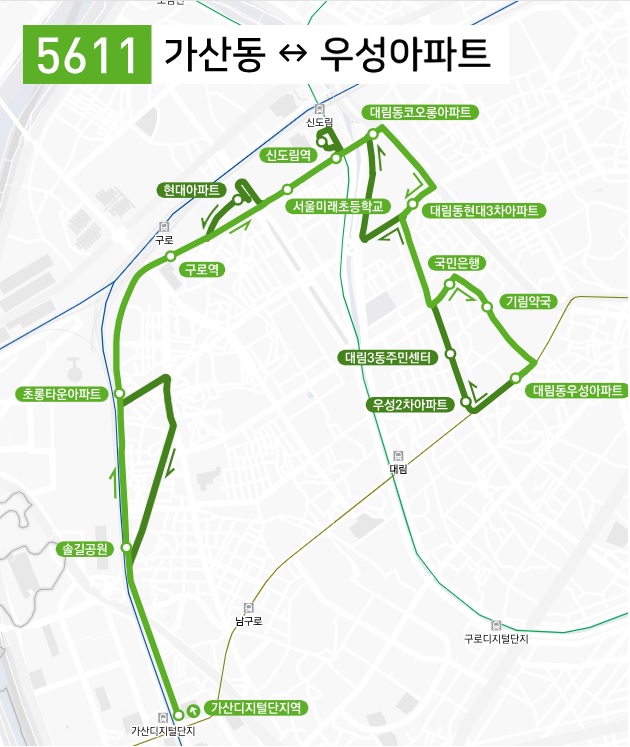 5611 가산동 ↔ 우성아파트
신도림
대림동코오롱아파트
신도림역
현대아파트
서울미래초등학교
대림동현대3차아파트
구로
구로역
국민은행
기림약국
대림3동주민센터
초롱타운아파트
대림동우성아파트
우성2차아파트
대림
솔길공원
남구로
구로디지털단지
가산디지털단지역
가산디지털단지